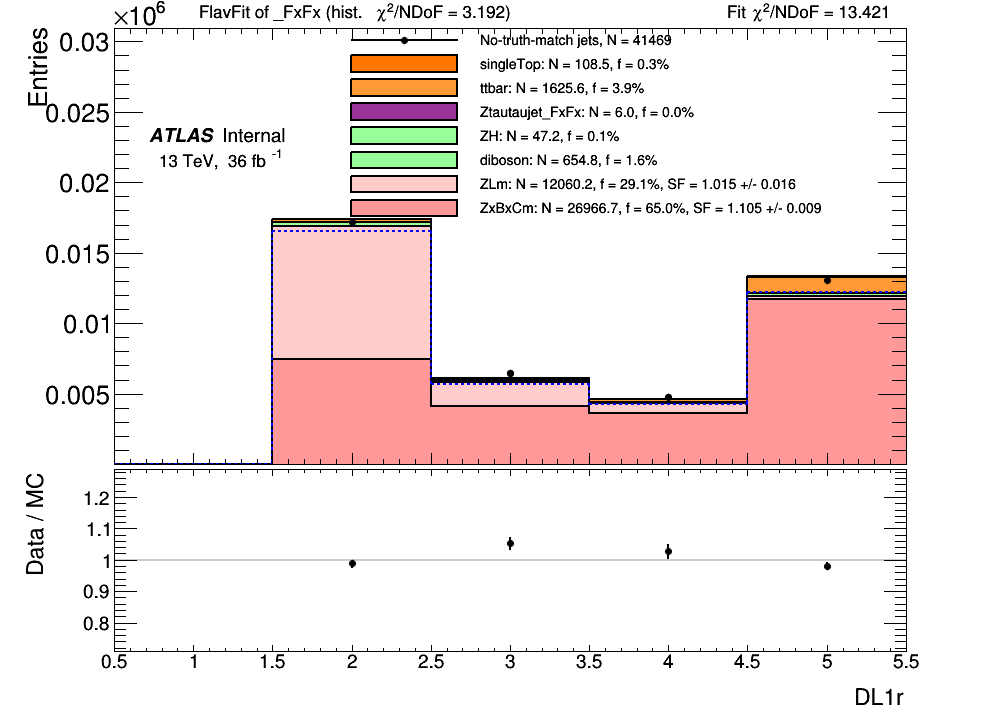 ×10⁶ FlavFit of _FxFx (hist. χ²/NDoF = 3.192) Fit χ²/NDoF = 13.421
Entries
0.03
0.025
0.02
0.015
0.01
0.005
No-truth-match jets, N = 41469
singleTop: N = 108.5, f = 0.3%
ttbar: N = 1625.6, f = 3.9%
Ztautaujet_FxFx: N = 6.0, f = 0.0%
ZH: N = 47.2, f = 0.1%
diboson: N = 654.8, f = 1.6%
ZLm: N = 12060.2, f = 29.1%, SF = 1.015 +/- 0.016
ZxBxCm: N = 26966.7, f = 65.0%, SF = 1.105 +/- 0.009
ATLAS Internal
13 TeV, 36 fb⁻¹
Data / MC
1.2
1.1
1
0.9
0.8
0.5 1 1.5 2 2.5 3 3.5 4 4.5 5 5.5
DL1r